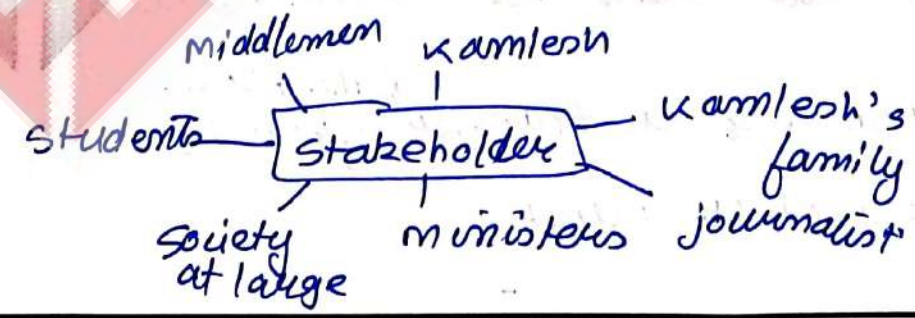 middlemen
Kamlesh
students
Stakeholder
Kamlesh's
family
society
at large
ministers
journalist